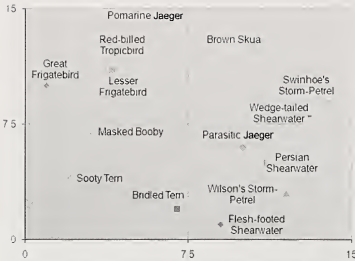 15
Pomarine Jaeger
Red-billed
Tropicbird
Brown Skua
Great
Frigatebird
Lesser
Frigatebird
Swinhoe's
Storm-Petrel
Wedge-tailed
Shearwater
7 5
Masked Booby
Parasitic Jaeger
Persian
Shearwater
Sooty Tern
Bridled Tern
Wilson's Storm-
Petrel
Flesh-footed
Shearwater
0
0
7 5
15